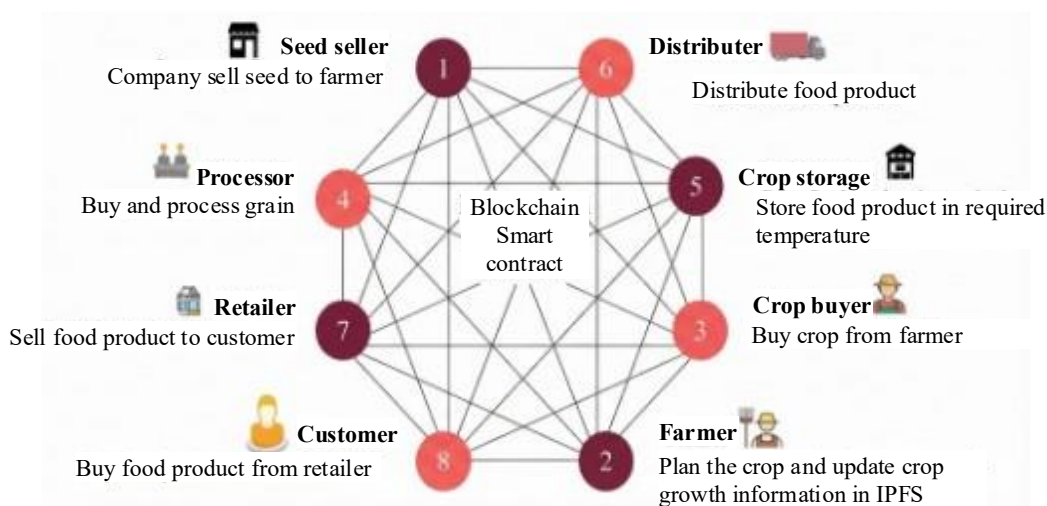 Seed seller
Company sell seed to farmer
1
6
Distributer
Distribute food product
Processor
Buy and process grain
4
5
Crop storage
Store food product in required
temperature
Blockchain
Smart
contract
Retailer
Sell food product to customer
7
3
Crop buyer
Buy crop from farmer
Customer
Buy food product from retailer
8
2
Farmer
Plan the crop and update crop
growth information in IPFS